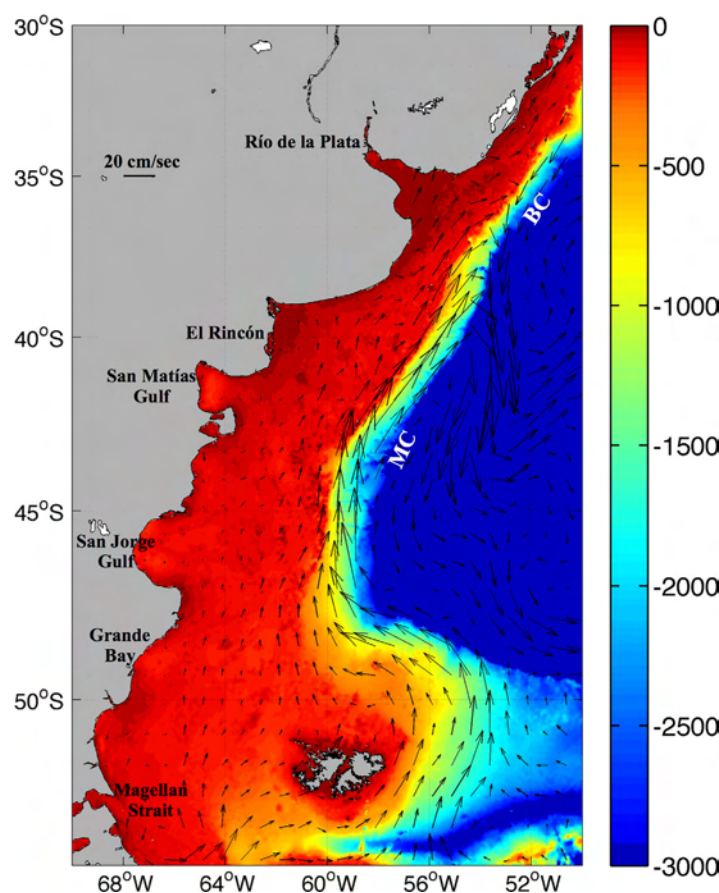 30°S
Río de la Plata
20 cm/sec
35°S
BC
El Rincón
40°S
San Matías
Gulf
MC
45°S
San Jorge
Gulf
Grande
Bay
50°S
Magellan
Strait
68°W 64°W 60°W 56°W 52°W
0
-500
-1000
-1500
-2000
-2500
-3000